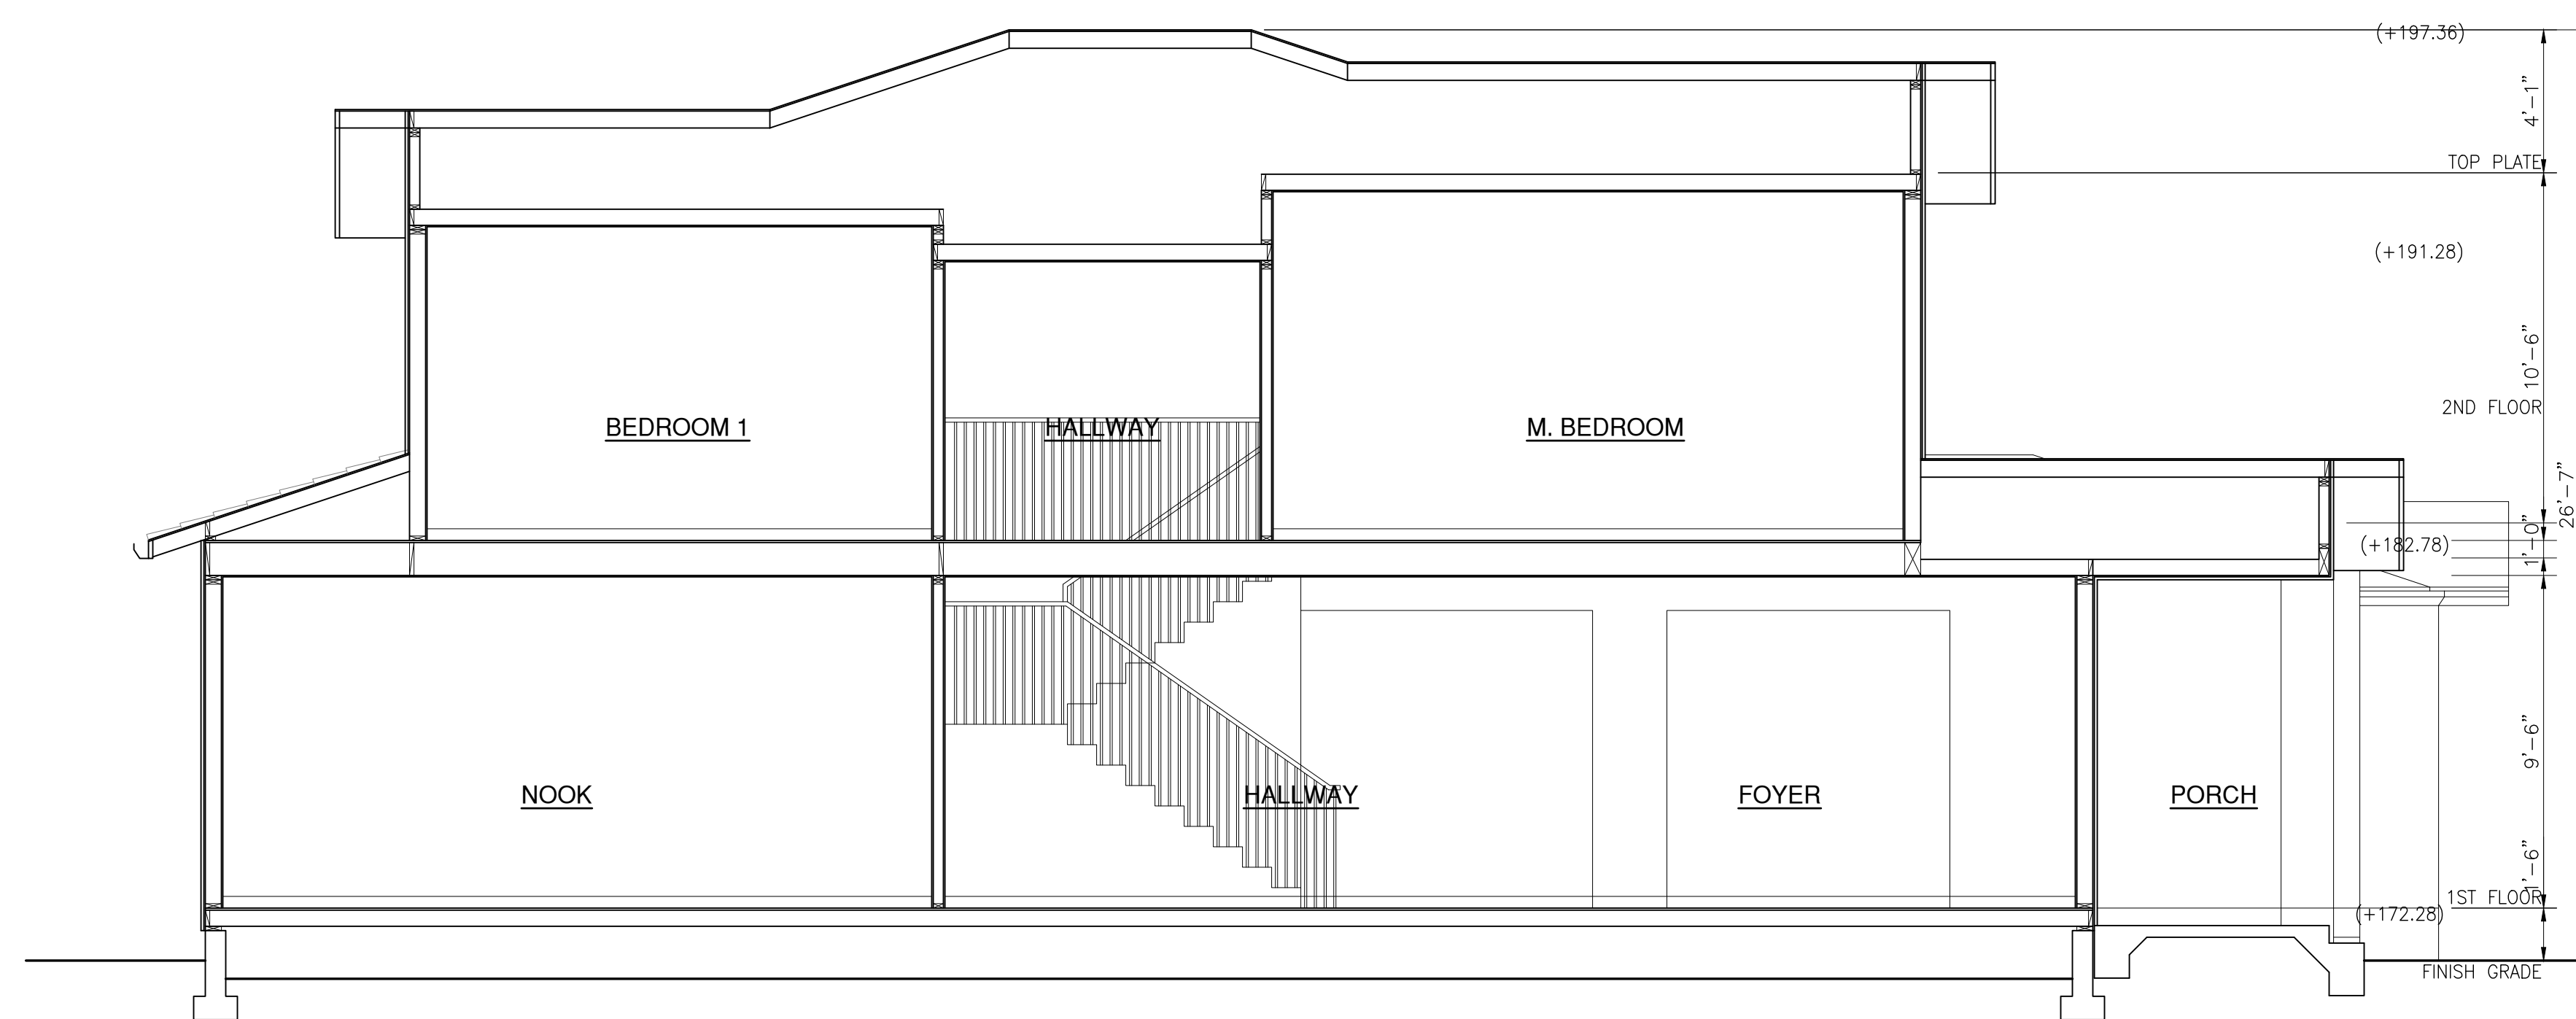 (+197.36)
4'-1"
TOP PLATE
(+191.28)
10'-6"
2ND FLOOR
BEDROOM 1
HALLWAY
M. BEDROOM
26'-7"
1'-0"
(+182.78)
9'-6"
NOOK
HALLWAY
FOYER
PORCH
1'-6"
1ST FLOOR
(+172.28)
FINISH GRADE